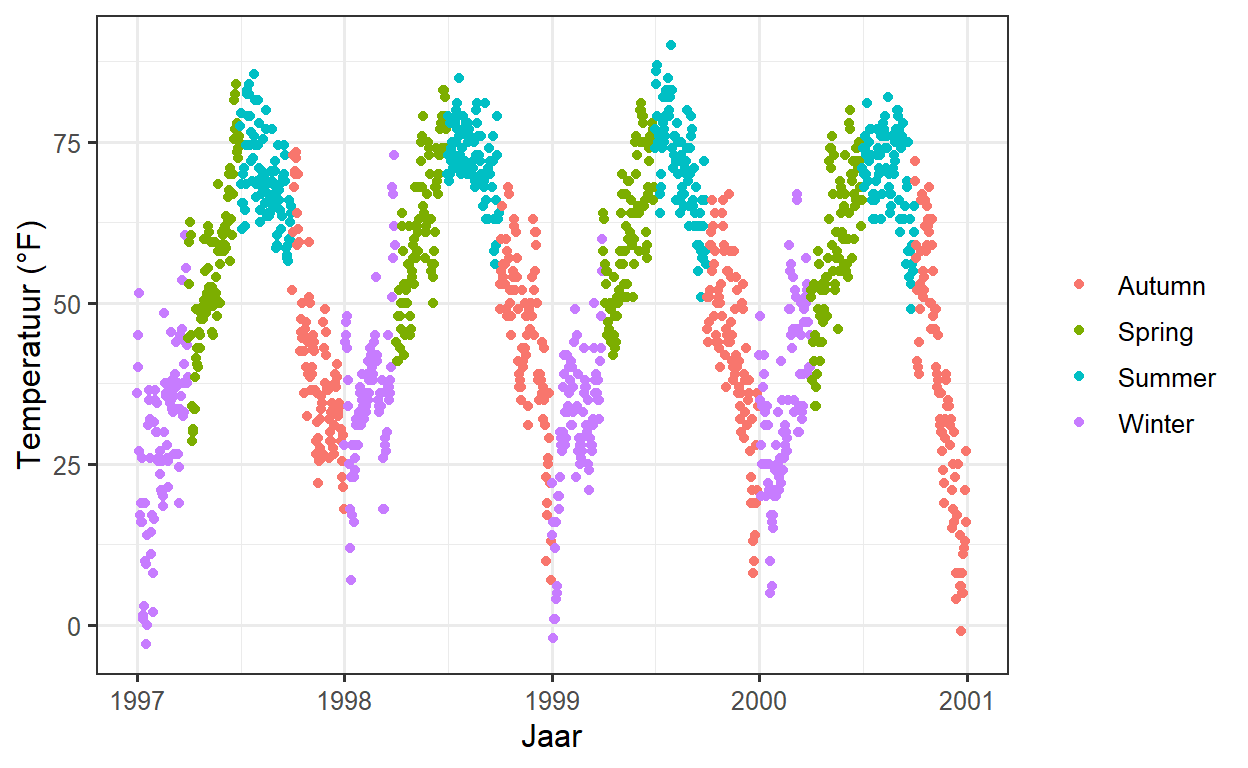 Temperatuur (°F)
75
50
25
0
1997 1998 1999 2000 2001
Jaar
Autumn
Spring
Summer
Winter